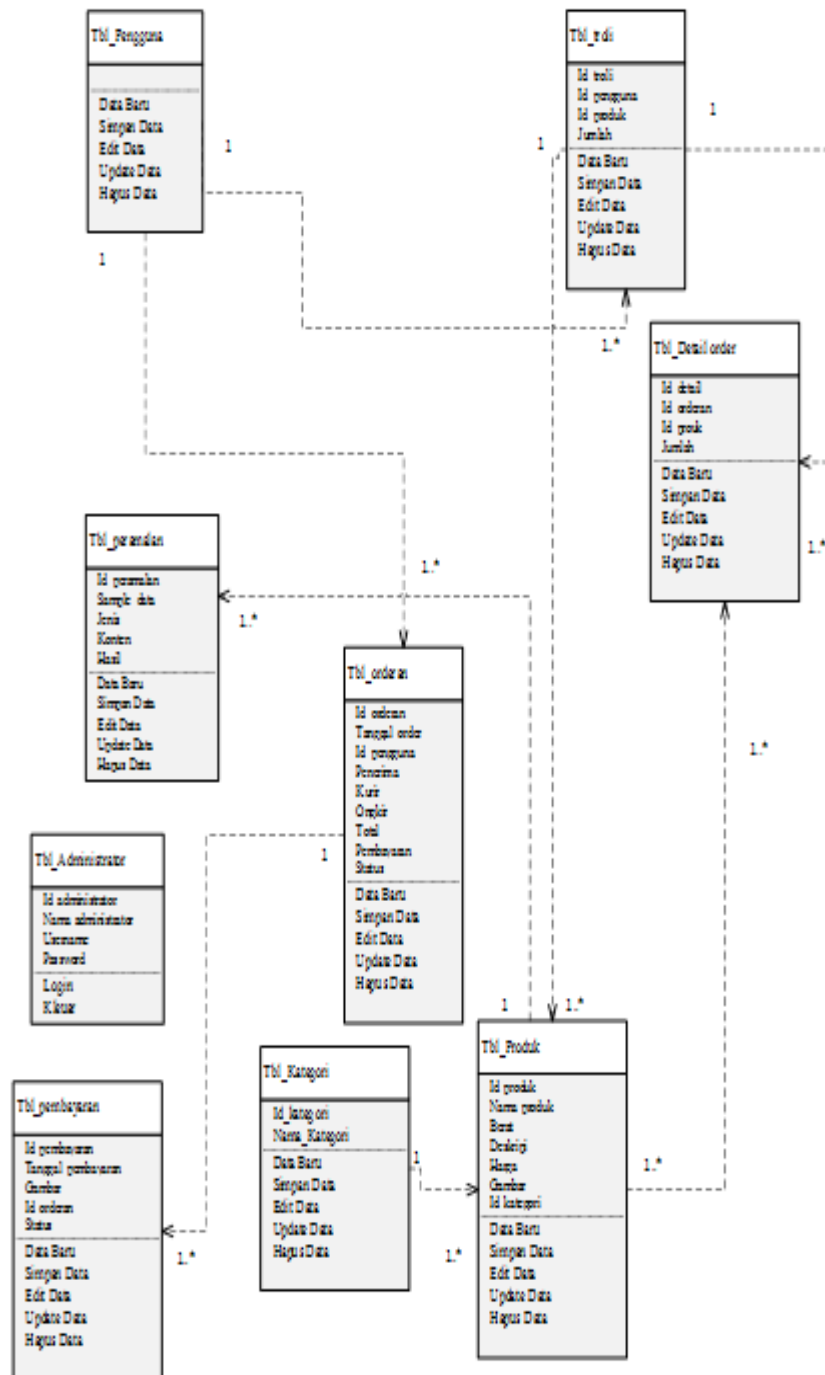 Tbl_Pengguna
Data Baru
Simpan Data
Edit Data
Update Data
Hapus Data
1
1
Tbl_troli
Id troli
Id pengguna
Id produk
Jumlah
Data Baru
Simpan Data
Edit Data
Update Data
Hapus Data
1
1
1..*
Tbl_Detail order
Id detail
Id orderan
Id prouk
Jumlah
Data Baru
Simpan Data
Edit Data
Update Data
Hapus Data
1..*
1..*
Tbl_peramalan
Id peramalan
Sample data
Jenis
Konten
Hasil
Data Baru
Simpan Data
Edit Data
Update Data
Hapus Data
1..*
1..*
Tbl_orderan
Id orderan
Tanggal order
Id pengguna
Penerima
Kurir
Ongkir
Total
Pembayaran
Status
Data Baru
Simpan Data
Edit Data
Update Data
Hapus Data
1
Tbl_Administrator
Id administrator
Nama administrator
Username
Password
Login
Kleuar
Tbl_pembayaran
Id pembayaran
Tanggal pembayaran
Gambar
Id orderan
Status
Data Baru
Simpan Data
Edit Data
Update Data
Hapus Data
1..*
Tbl_Kategori
Id_kategori
Nama_Kategori
Data Baru
Simpan Data
Edit Data
Update Data
Hapus Data
1
1..*
1
1..*
Tbl_Produk
Id produk
Nama produk
Berat
Deskripsi
Harga
Gambar
Id kategori
Data Baru
Simpan Data
Edit Data
Update Data
Hapus Data
1..*